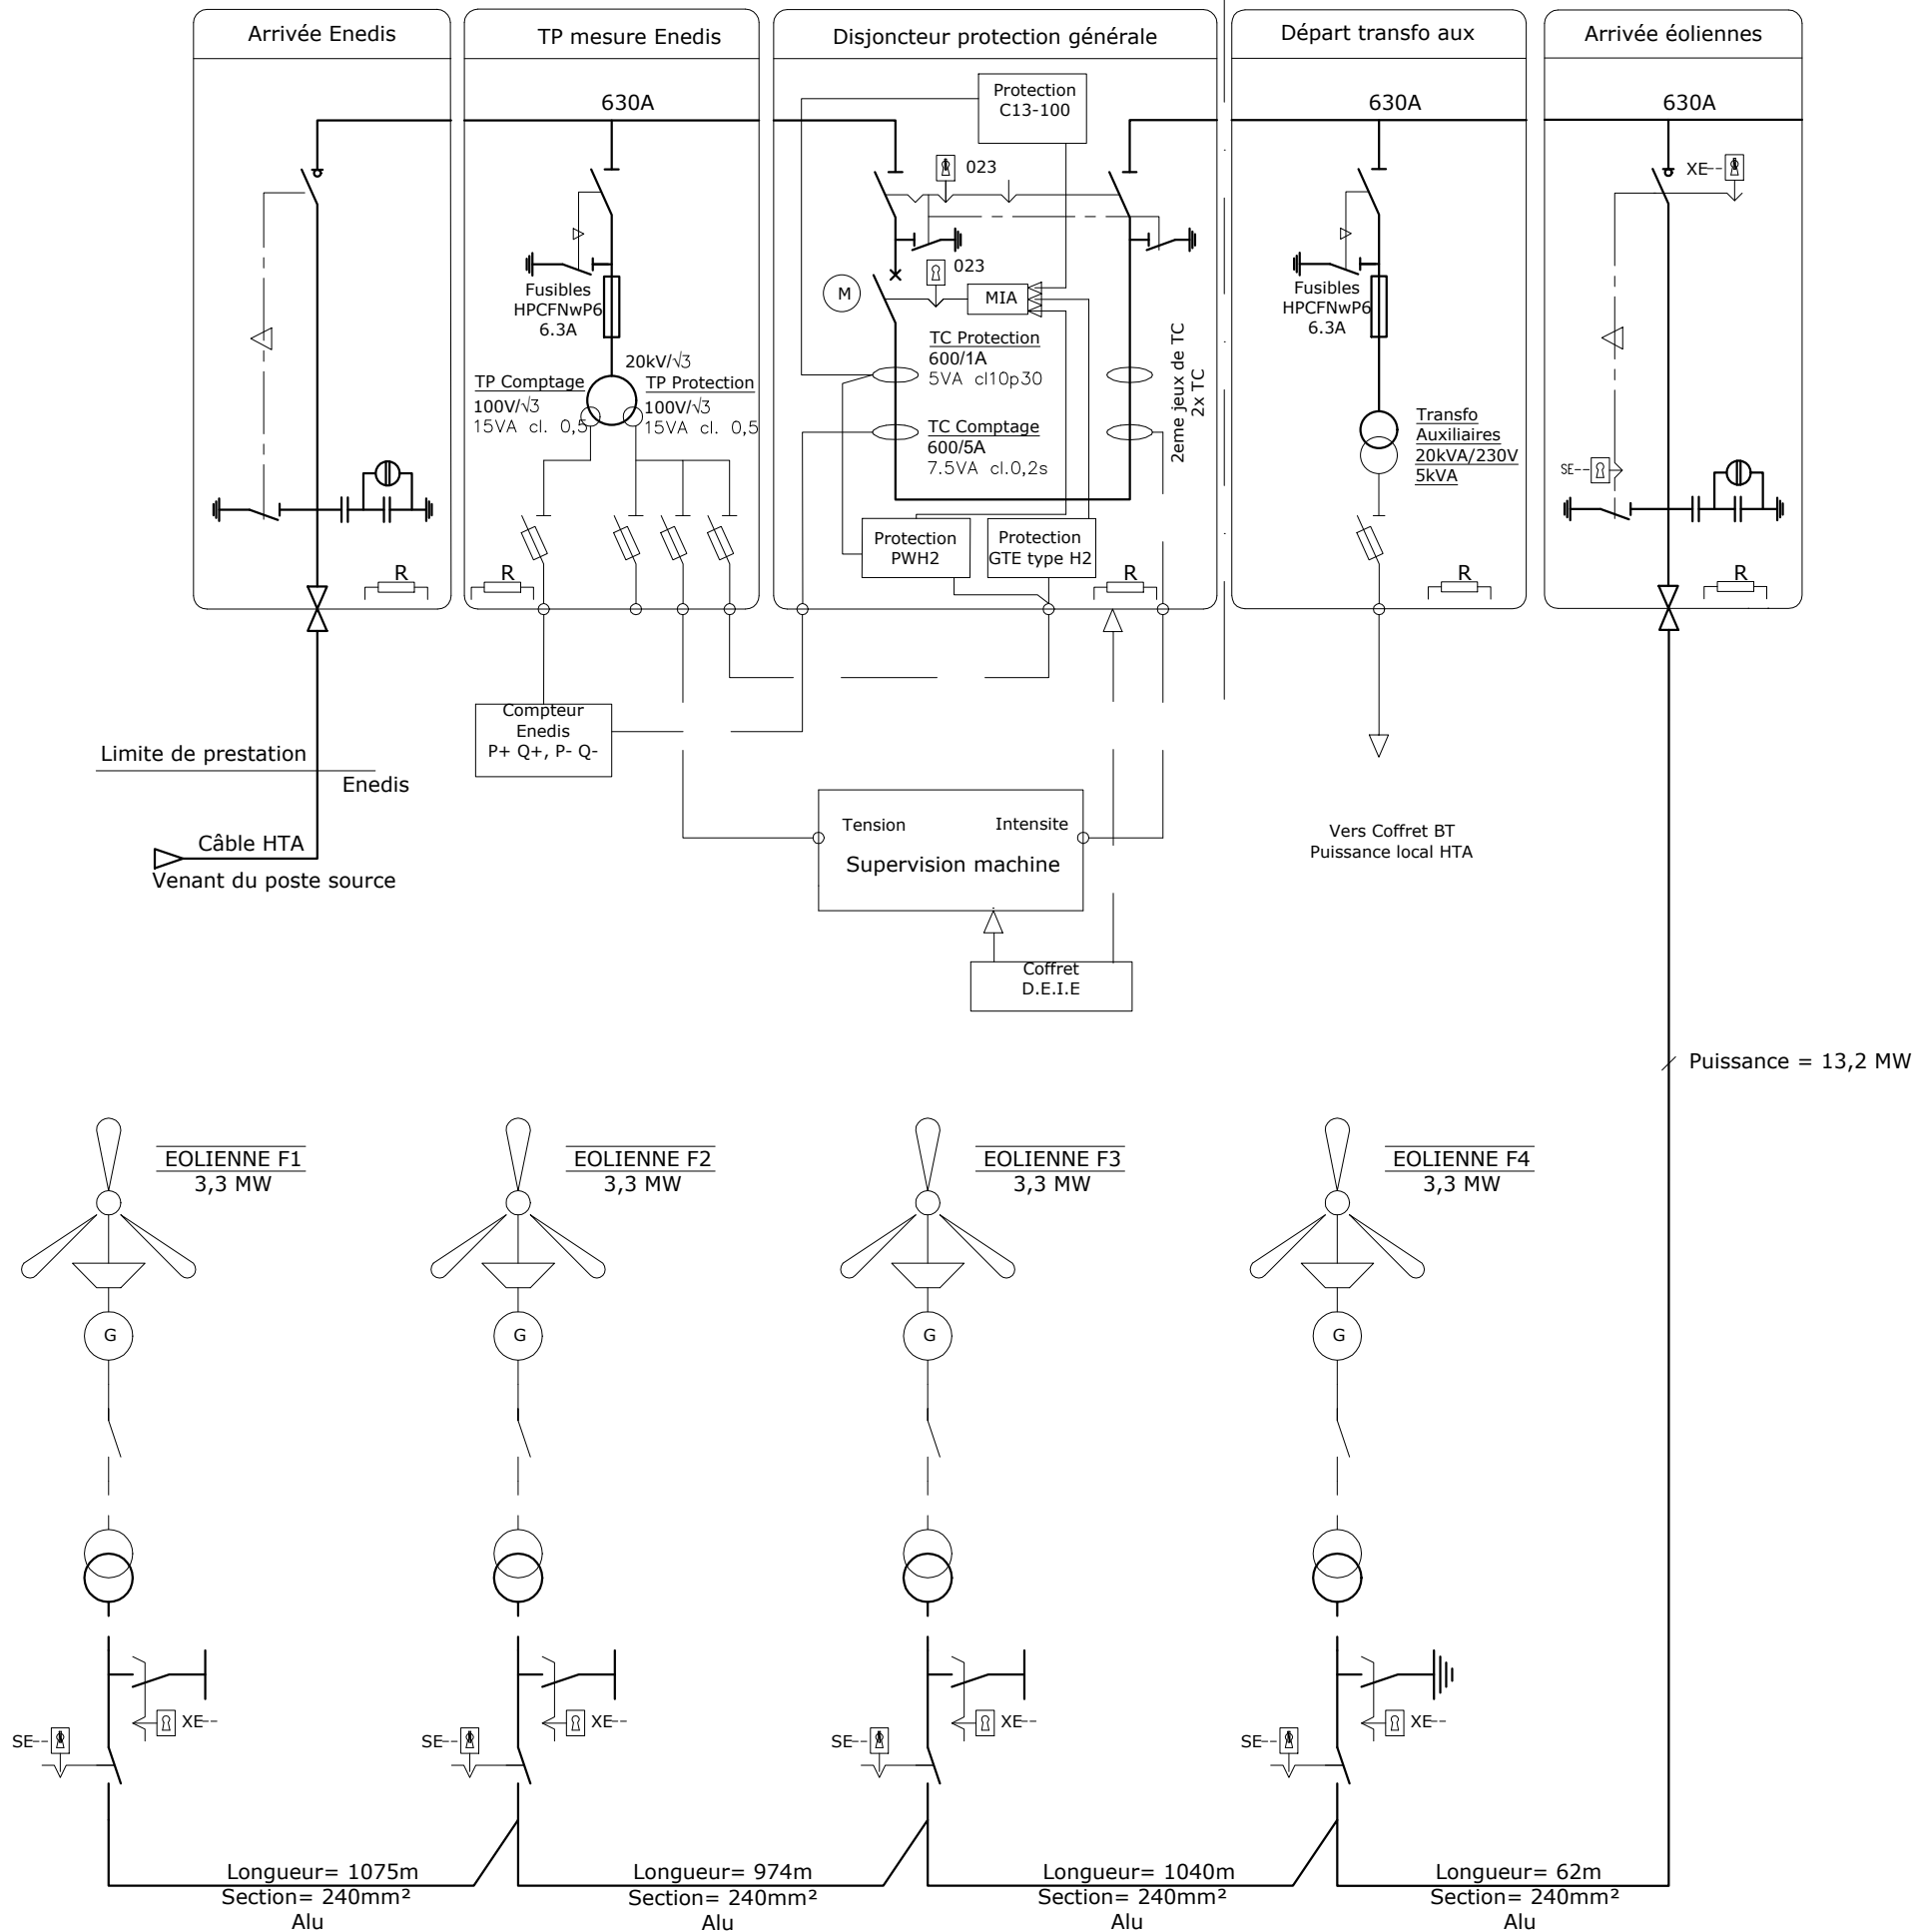 Arrivée Enedis
TP mesure Enedis
Disjoncteur protection générale
Départ transfo aux
Arrivée éoliennes
630A
630A
630A
Protection
C13-100
023
XE--
023
MIA
M
Fusibles
HPCFNwP6
6.3A
Fusibles
HPCFNwP6
6.3A
20kV/√3
TP Comptage
100V/√3
15VA cl. 0,5
TP Protection
100V/√3
15VA cl. 0,5
TC Protection
600/1A
5VA cl10p30
TC Comptage
600/5A
7.5VA cl.0,2s
2eme jeux de TC
2x TC
Transfo
Auxiliaires
20kVA/230V
5kVA
SE--
Protection
PWH2
Protection
GTE type H2
R
R
R
R
R
Compteur
Enedis
P+ Q+, P- Q-
Limite de prestation
Enedis
Câble HTA
Venant du poste source
Tension
Intensite
Supervision machine
Vers Coffret BT
Puissance local HTA
Coffret
D.E.I.E
Puissance = 13,2 MW
EOLIENNE F1
3,3 MW
EOLIENNE F2
3,3 MW
EOLIENNE F3
3,3 MW
EOLIENNE F4
3,3 MW
G
G
G
G
XE--
XE--
XE--
XE--
SE--
SE--
SE--
SE--
Longueur= 1075m
Section= 240mm²
Alu
Longueur= 974m
Section= 240mm²
Alu
Longueur= 1040m
Section= 240mm²
Alu
Longueur= 62m
Section= 240mm²
Alu